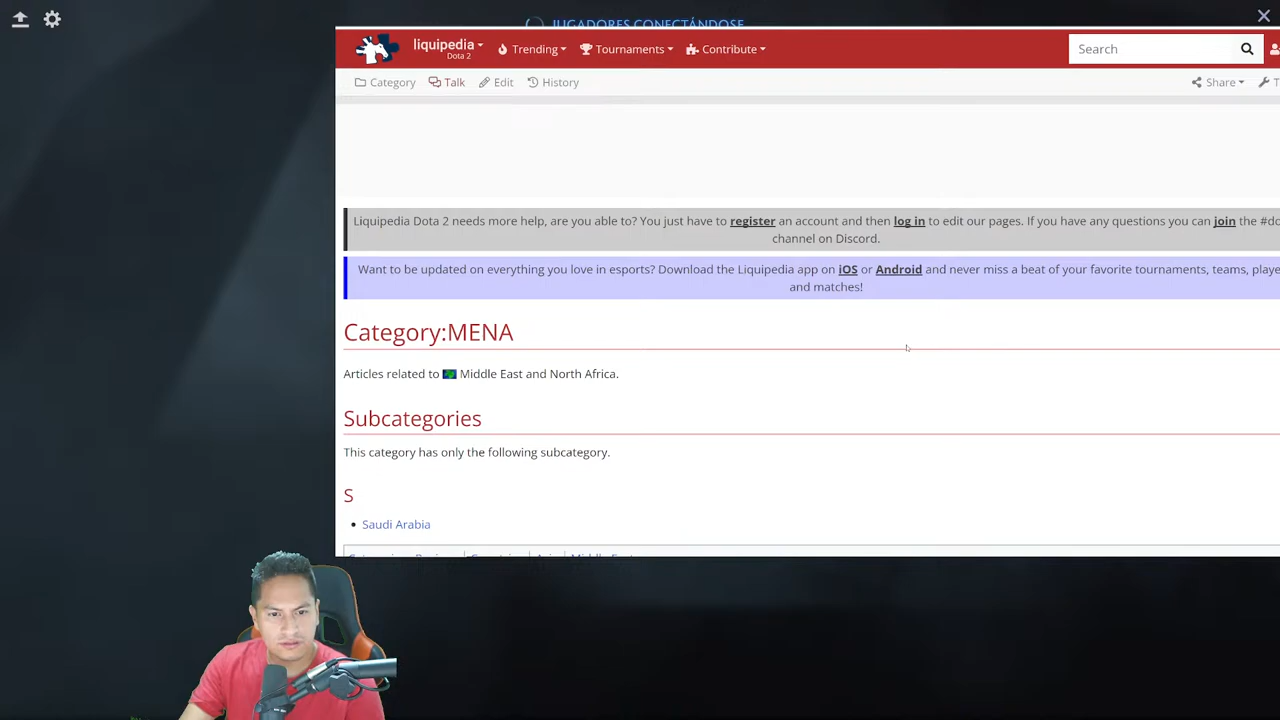 JUGADORES CONECTÁNDOSE
liquipedia
Dota 2
Trending
Tournaments
Contribute
Search
Category
Talk
Edit
History
Share
Liquipedia Dota 2 needs more help, are you able to? You just have to register an account and then log in to edit our pages. If you have any questions you can join the
channel on Discord.
Want to be updated on everything you love in esports? Download the Liquipedia app on iOS or Android and never miss a beat of your favorite tournaments, teams,
and matches!
Category:MENA
Articles related to Middle East and North Africa.
Subcategories
This category has only the following subcategory.
S
Saudi Arabia